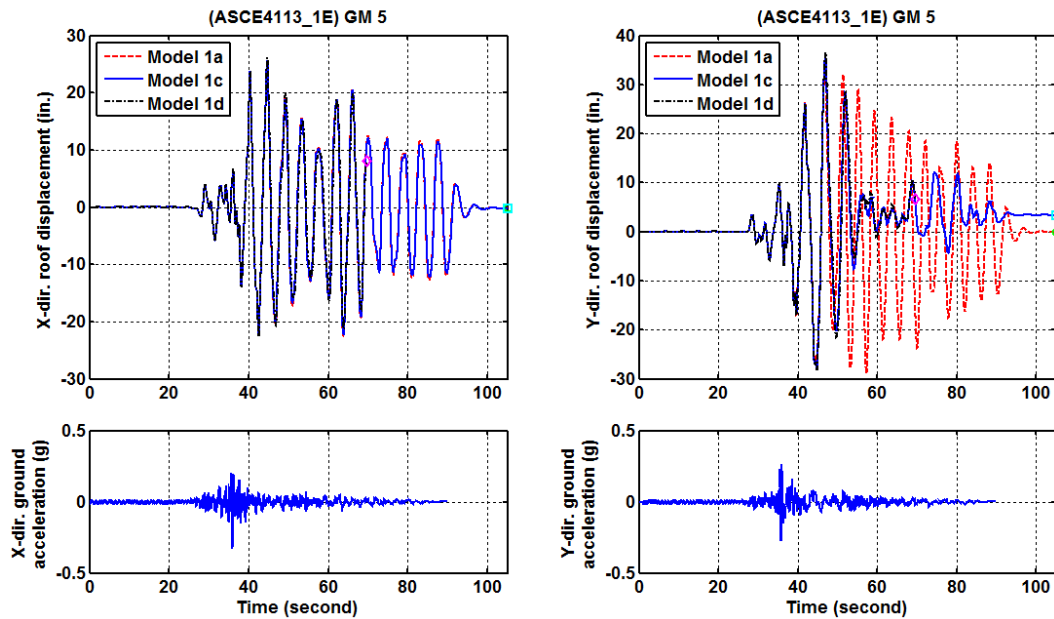 (ASCE4113_1E) GM 5
30
20
10
0
-10
-20
-30
X-dir. roof displacement (in.)
Model 1a
Model 1c
Model 1d
0 20 40 60 80 100
0.5
0
-0.5
X-dir. ground
acceleration (g)
0 20 40 60 80 100
Time (second)
(ASCE4113_1E) GM 5
40
30
20
10
0
-10
-20
-30
Y-dir. roof displacement (in.)
Model 1a
Model 1c
Model 1d
0 20 40 60 80 100
0.5
0
-0.5
Y-dir. ground
acceleration (g)
0 20 40 60 80 100
Time (second)